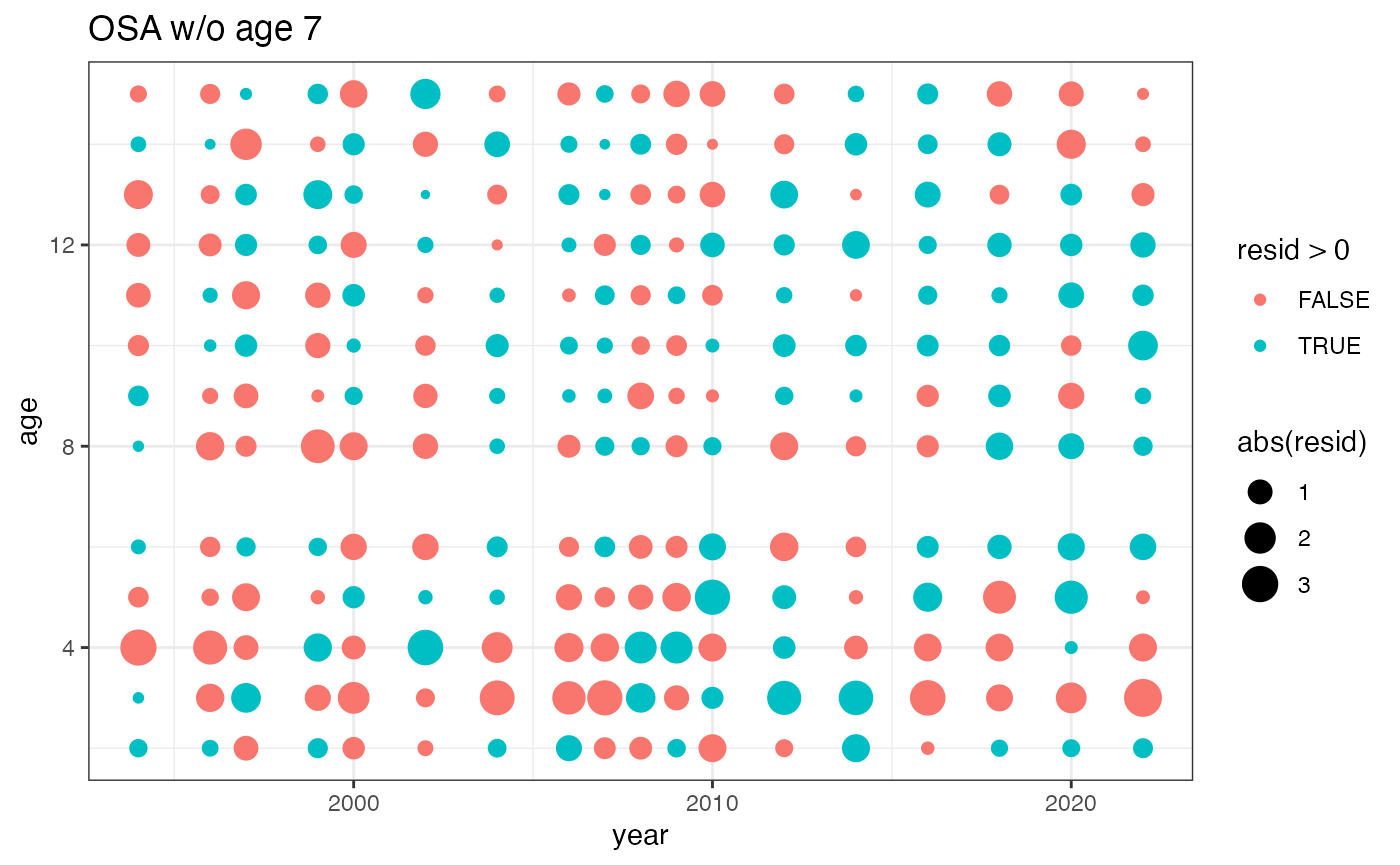 OSA w/o age 7
12
8
4
age
2000
2010
2020
year
resid > 0
FALSE
TRUE
abs(resid)
1
2
3